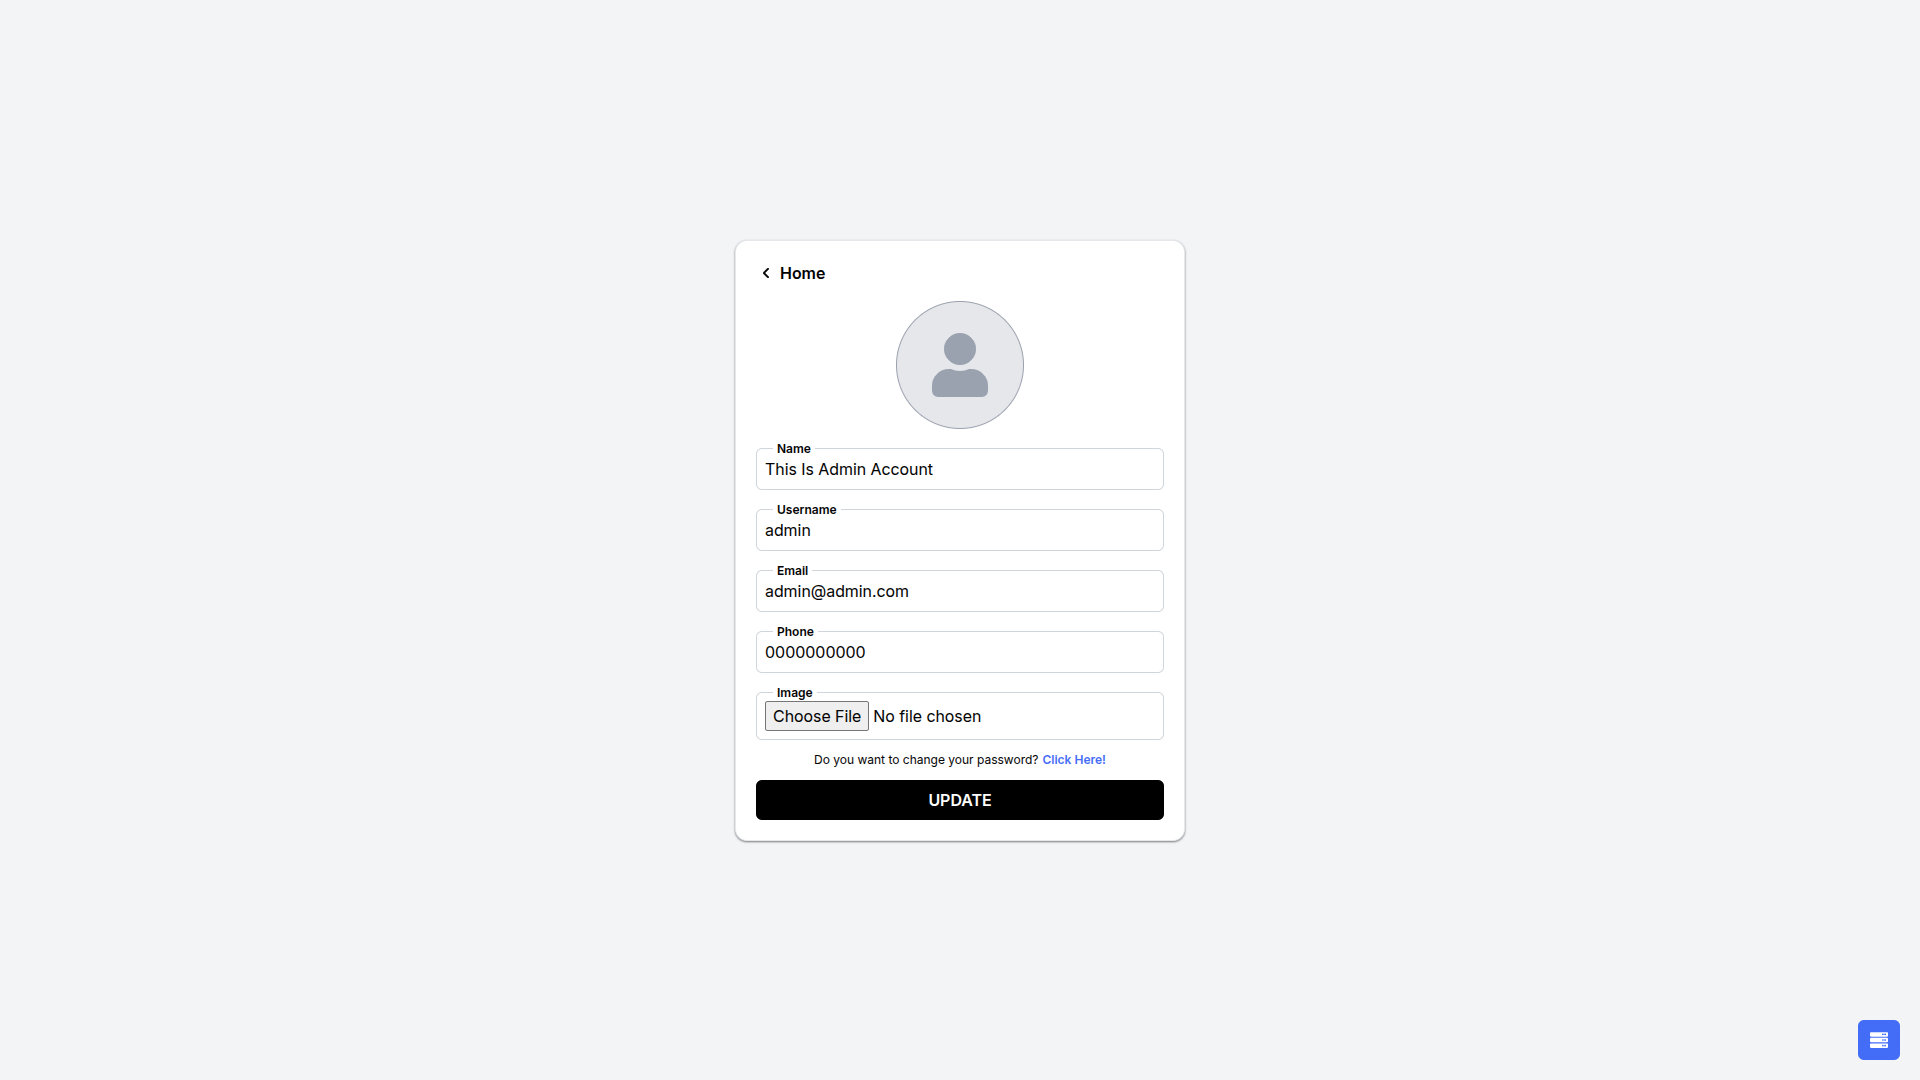 Home
Name
This Is Admin Account
Username
admin
Email
admin@admin.com
Phone
0000000000
Image
Choose File No file chosen
Do you want to change your password? Click Here!
UPDATE